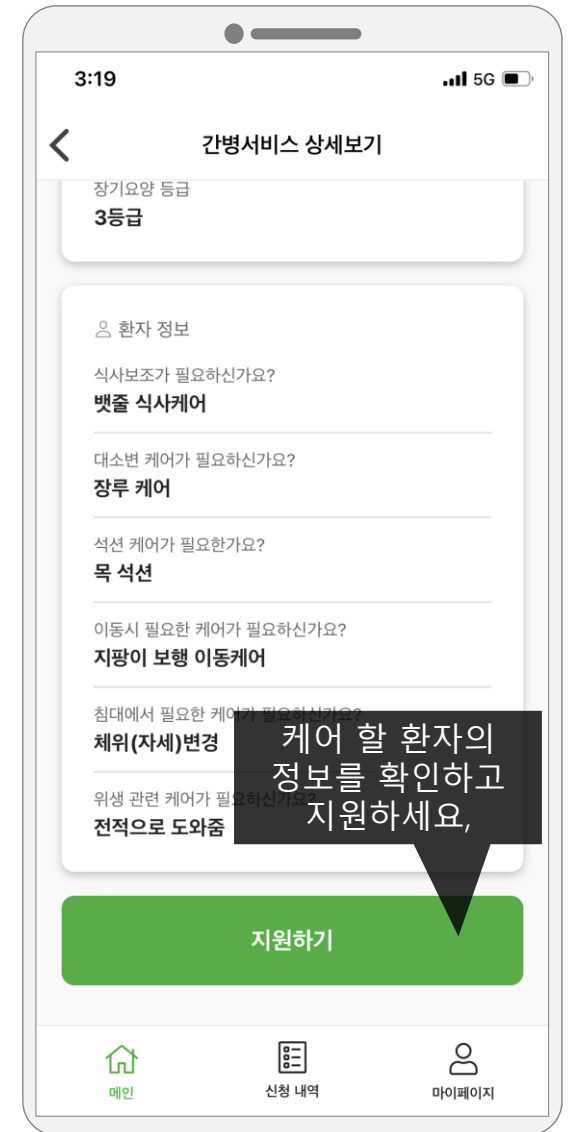 3:19
5G
간병서비스 상세보기
장기요양 등급
3등급
환자 정보
식사보조가 필요하신가요?
뱃줄 식사케어
대소변 케어가 필요하신가요?
장루 케어
석션 케어가 필요한가요?
목 석션
이동시 필요한 케어가 필요하신가요?
지팡이 보행 이동케어
침대에서 필요한 케어가 필요하신가요?
체위(자세)변경
위생 관련 케어가 필요하신가요?
전적으로 도와줌
케어 할 환자의
정보를 확인하고
지원하세요,
지원하기
메인
신청 내역
마이페이지